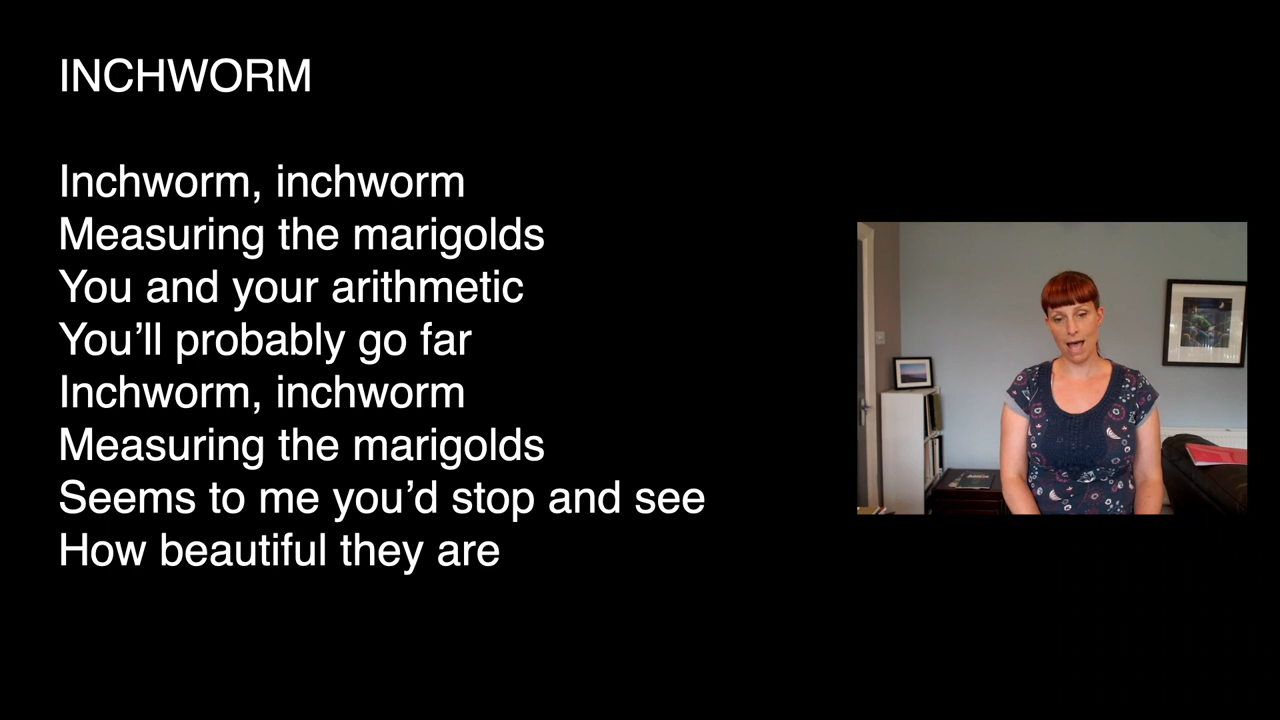 INCHWORM
Inchworm, inchworm
Measuring the marigolds
You and your arithmetic
You’ll probably go far
Inchworm, inchworm
Measuring the marigolds
Seems to me you’d stop and see
How beautiful they are